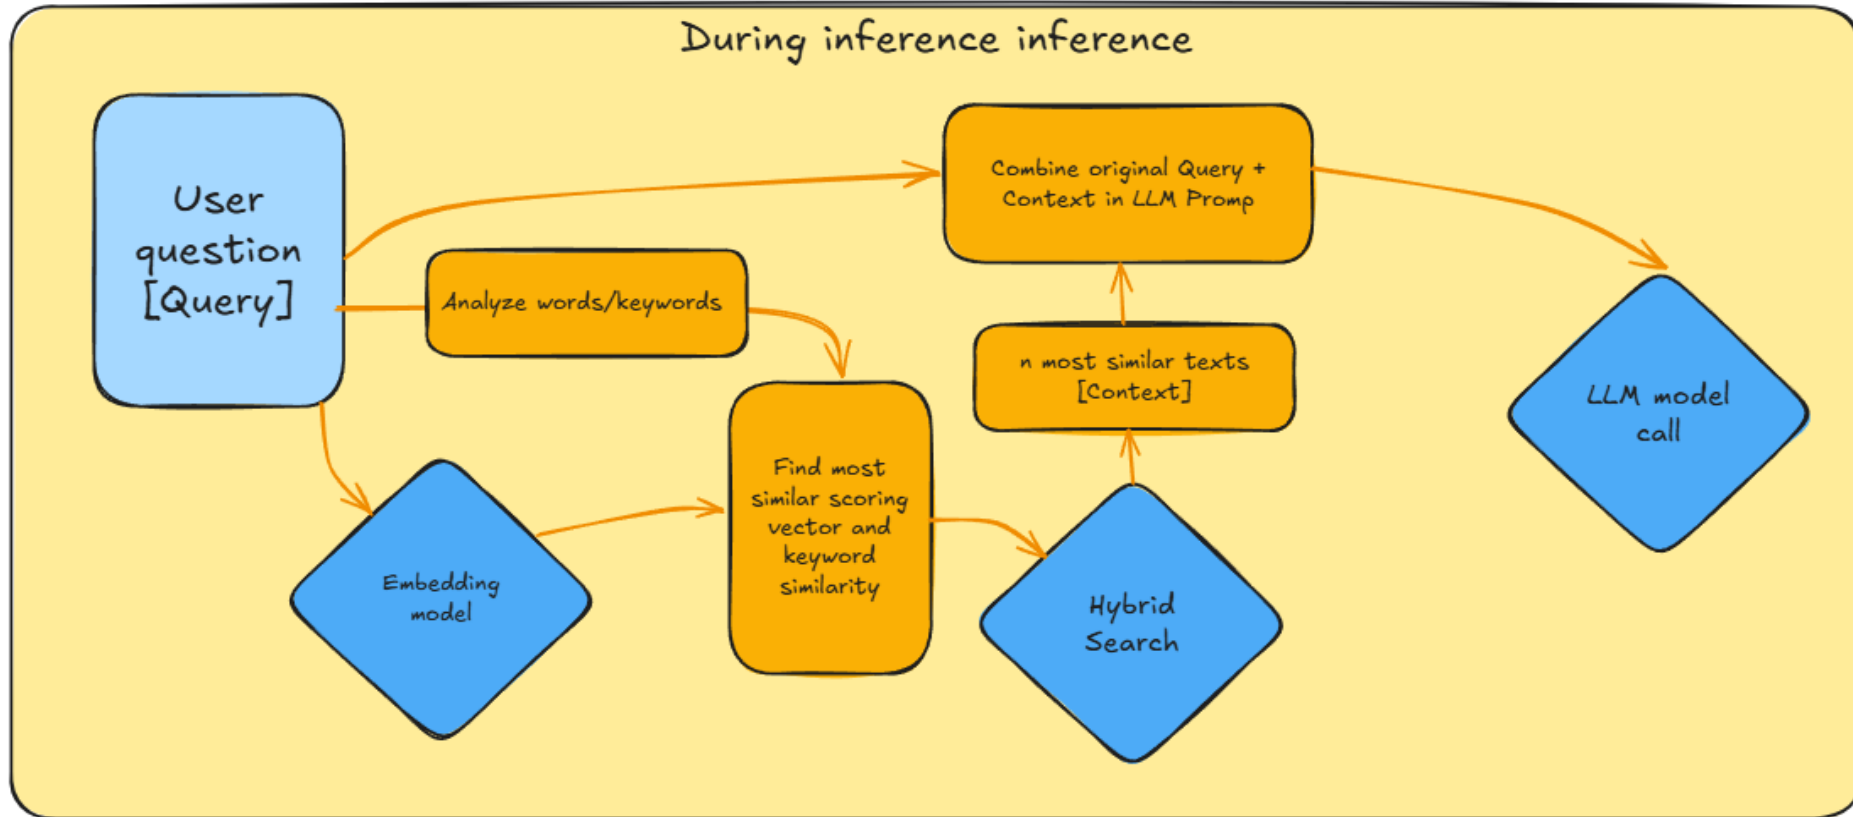 During inference inference
User
question
[Query]
Combine original Query +
Context in LLM Promp
Analyze words/keywords
n most similar texts
[Context]
LLM model
call
Find most
similar scoring
vector and
keyword
similarity
Embedding
model
Hybrid
Search